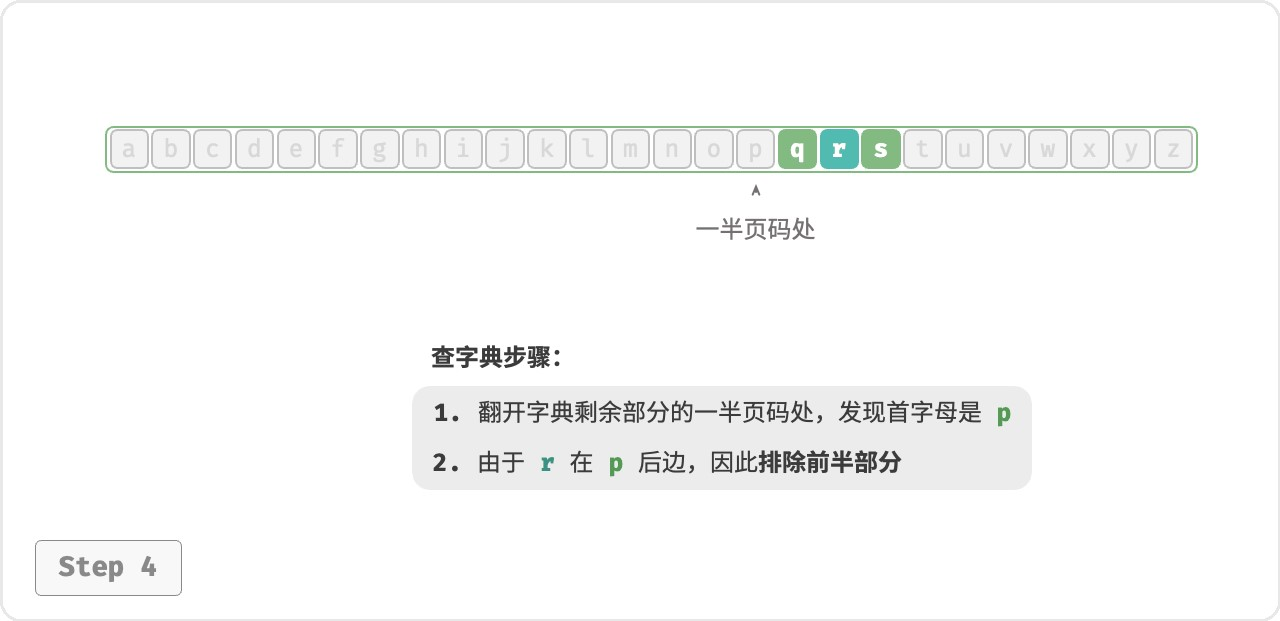 a b c d e f g h i j k l m n o p q r s t u v w x y z
一半页码处
查字典步骤：
1. 翻开字典剩余部分的一半页码处，发现首字母是 p
2. 由于 r 在 p 后边，因此排除前半部分
Step 4